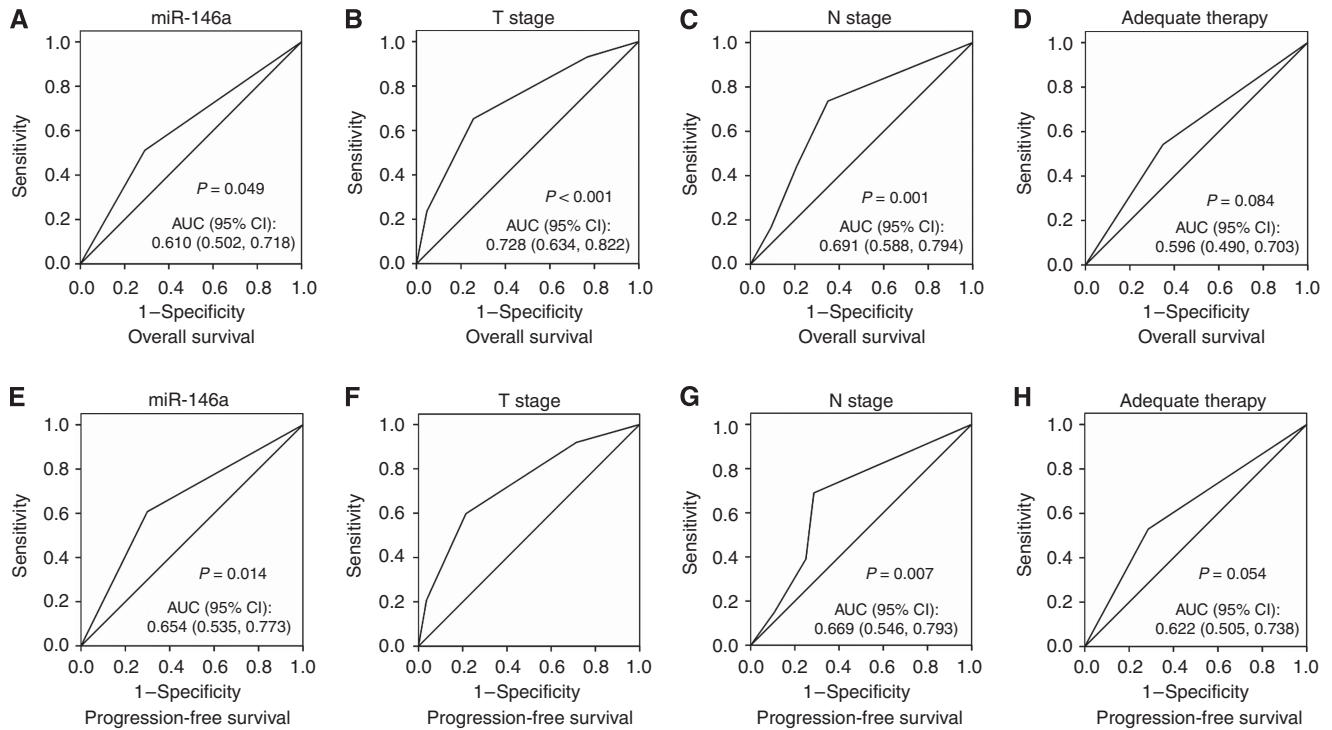 A
miR-146a
1.0
0.8
0.6
0.4
0.2
0.0
Sensitivity
P = 0.049
AUC (95% CI):
0.610 (0.502, 0.718)
0.0 0.2 0.4 0.6 0.8 1.0
1–Specificity
Overall survival
B
T stage
1.0
0.8
0.6
0.4
0.2
0.0
Sensitivity
P < 0.001
AUC (95% CI):
0.728 (0.634, 0.822)
0.0 0.2 0.4 0.6 0.8 1.0
1–Specificity
Overall survival
C
N stage
1.0
0.8
0.6
0.4
0.2
0.0
Sensitivity
P = 0.001
AUC (95% CI):
0.691 (0.588, 0.794)
0.0 0.2 0.4 0.6 0.8 1.0
1–Specificity
Overall survival
D
Adequate therapy
1.0
0.8
0.6
0.4
0.2
0.0
Sensitivity
P = 0.084
AUC (95% CI):
0.596 (0.490, 0.703)
0.0 0.2 0.4 0.6 0.8 1.0
1–Specificity
Overall survival
E
miR-146a
1.0
0.8
0.6
0.4
0.2
0.0
Sensitivity
P = 0.014
AUC (95% CI):
0.654 (0.535, 0.773)
0.0 0.2 0.4 0.6 0.8 1.0
1–Specificity
Progression-free survival
F
T stage
1.0
0.8
0.6
0.4
0.2
0.0
Sensitivity
0.0 0.2 0.4 0.6 0.8 1.0
1–Specificity
Progression-free survival
G
N stage
1.0
0.8
0.6
0.4
0.2
0.0
Sensitivity
P = 0.007
AUC (95% CI):
0.669 (0.546, 0.793)
0.0 0.2 0.4 0.6 0.8 1.0
1–Specificity
Progression-free survival
H
Adequate therapy
1.0
0.8
0.6
0.4
0.2
0.0
Sensitivity
P = 0.054
AUC (95% CI):
0.622 (0.505, 0.738)
0.0 0.2 0.4 0.6 0.8 1.0
1–Specificity
Progression-free survival